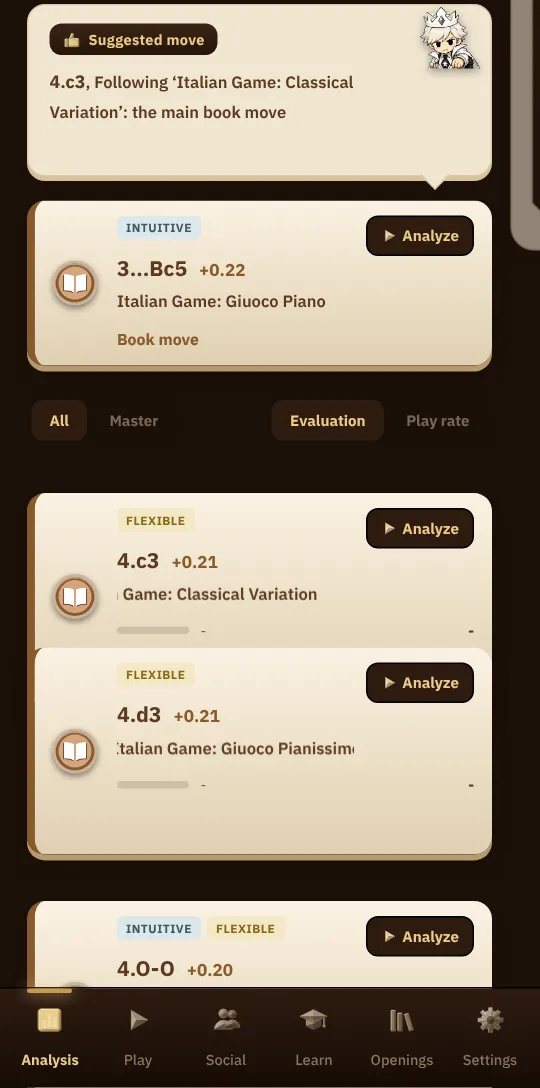 Suggested move
4.c3, Following ‘Italian Game: Classical
Variation’: the main book move
INTUITIVE
Analyze
3...Bc5 +0.22
Italian Game: Giuoco Piano
Book move
All Master Evaluation Play rate
FLEXIBLE
Analyze
4.c3 +0.21
Game: Classical Variation
- -
FLEXIBLE
Analyze
4.d3 +0.21
Italian Game: Giuoco Pianissimo
- -
INTUITIVE FLEXIBLE
Analyze
4.O-O +0.20
Analysis Play Social Learn Openings Settings